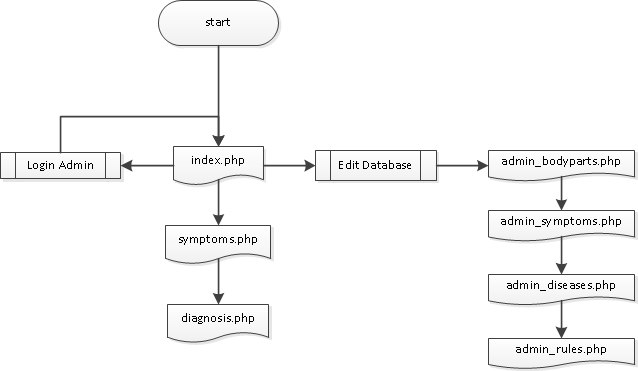 start
Login Admin
index.php
Edit Database
admin_bodyparts.php
symptoms.php
admin_symptoms.php
diagnosis.php
admin_diseases.php
admin_rules.php